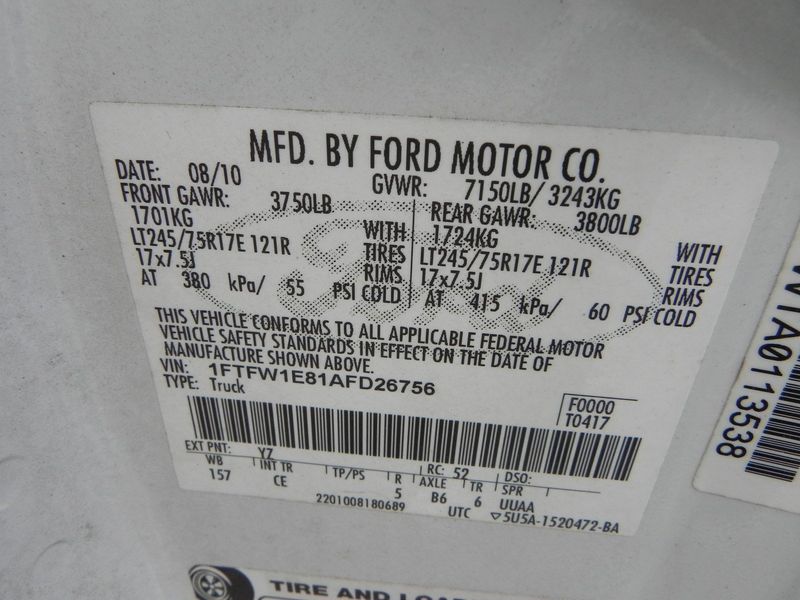 MFD. BY FORD MOTOR CO.
DATE: 08/10 GVWR: 7150LB/ 3243KG
FRONT GAWR: 3750LB REAR GAWR: 3800LB
1701KG WITH 1724KG WITH
LT245/75R17E 121R TIRES LT245/75R17E 121R TIRES
17x7.5J RIMS 17x7.5J RIMS
AT 380 kPa/ 55 PSI COLD AT 415 kPa/ 60 PSI COLD
THIS VEHICLE CONFORMS TO ALL APPLICABLE FEDERAL MOTOR
VEHICLE SAFETY STANDARDS IN EFFECT ON THE DATE OF
MANUFACTURE SHOWN ABOVE.
VIN: 1FTFW1E81AFD26756
TYPE: Truck
F0000
T0417
EXT PNT: YZ RC: 52 DSO:
WB INT TR TP/PS R AXLE TR SPR
157 CE 5 B6 6 UUAA
2201008180689 UTC ▽5U5A-1520472-BA
A0113538
TIRE AND